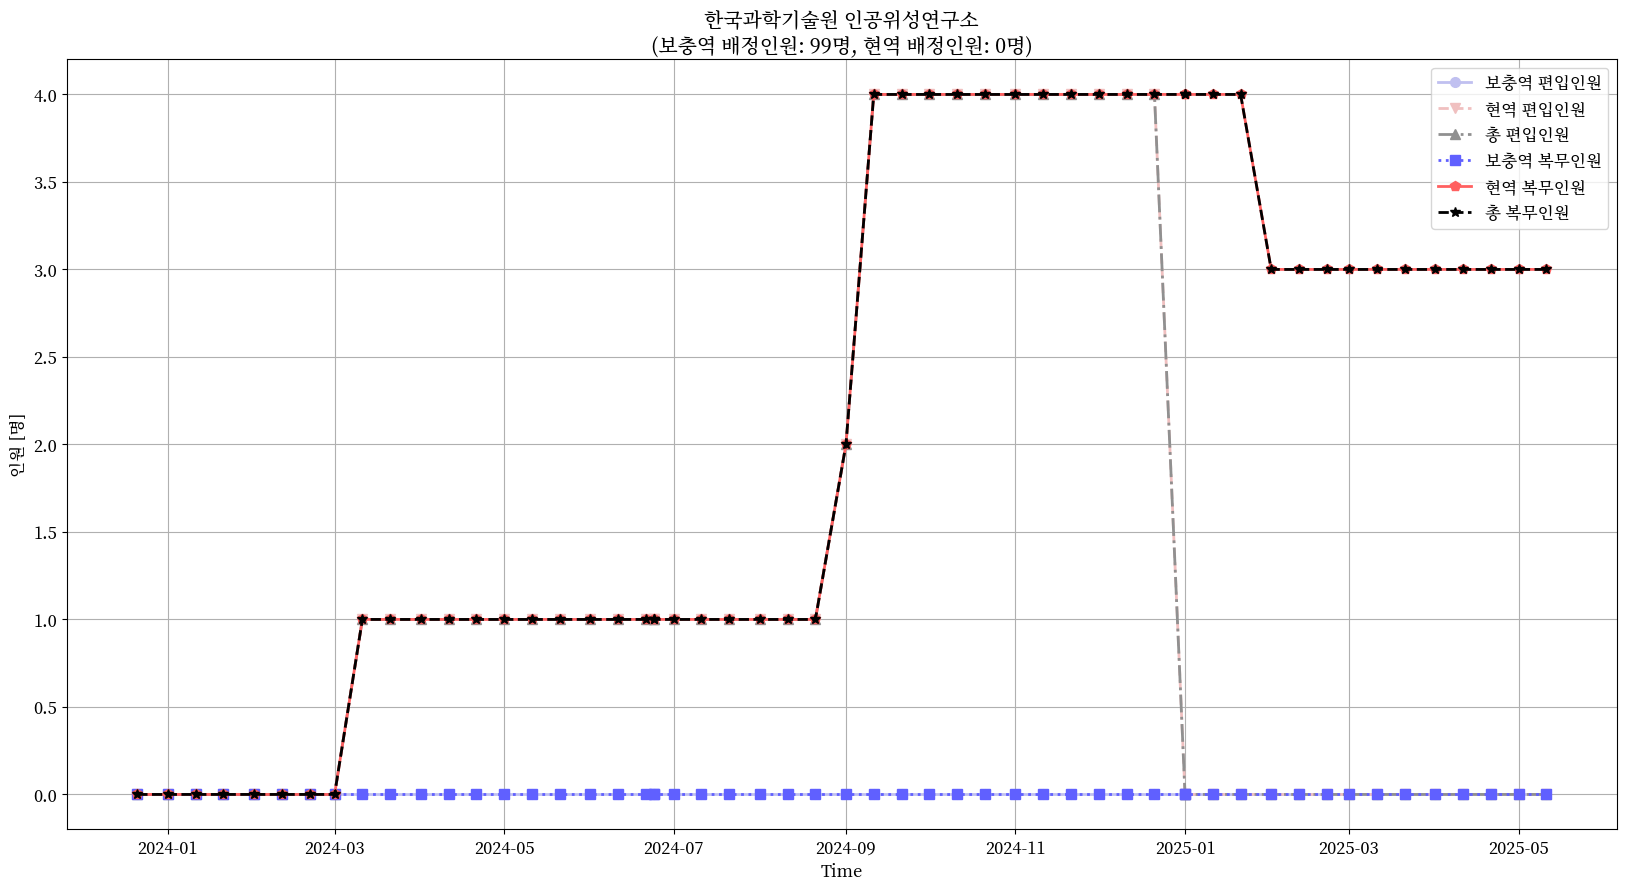 한국과학기술원 인공위성연구소
(보충역 배정인원: 99명, 현역 배정인원: 0명)
보충역 편입인원
현역 편입인원
총 편입인원
보충역 복무인원
현역 복무인원
총 복무인원
4.0
3.5
3.0
2.5
2.0
1.5
1.0
0.5
0.0
인원 [명]
2024-01 2024-03 2024-05 2024-07 2024-09 2024-11 2025-01 2025-03 2025-05
Time